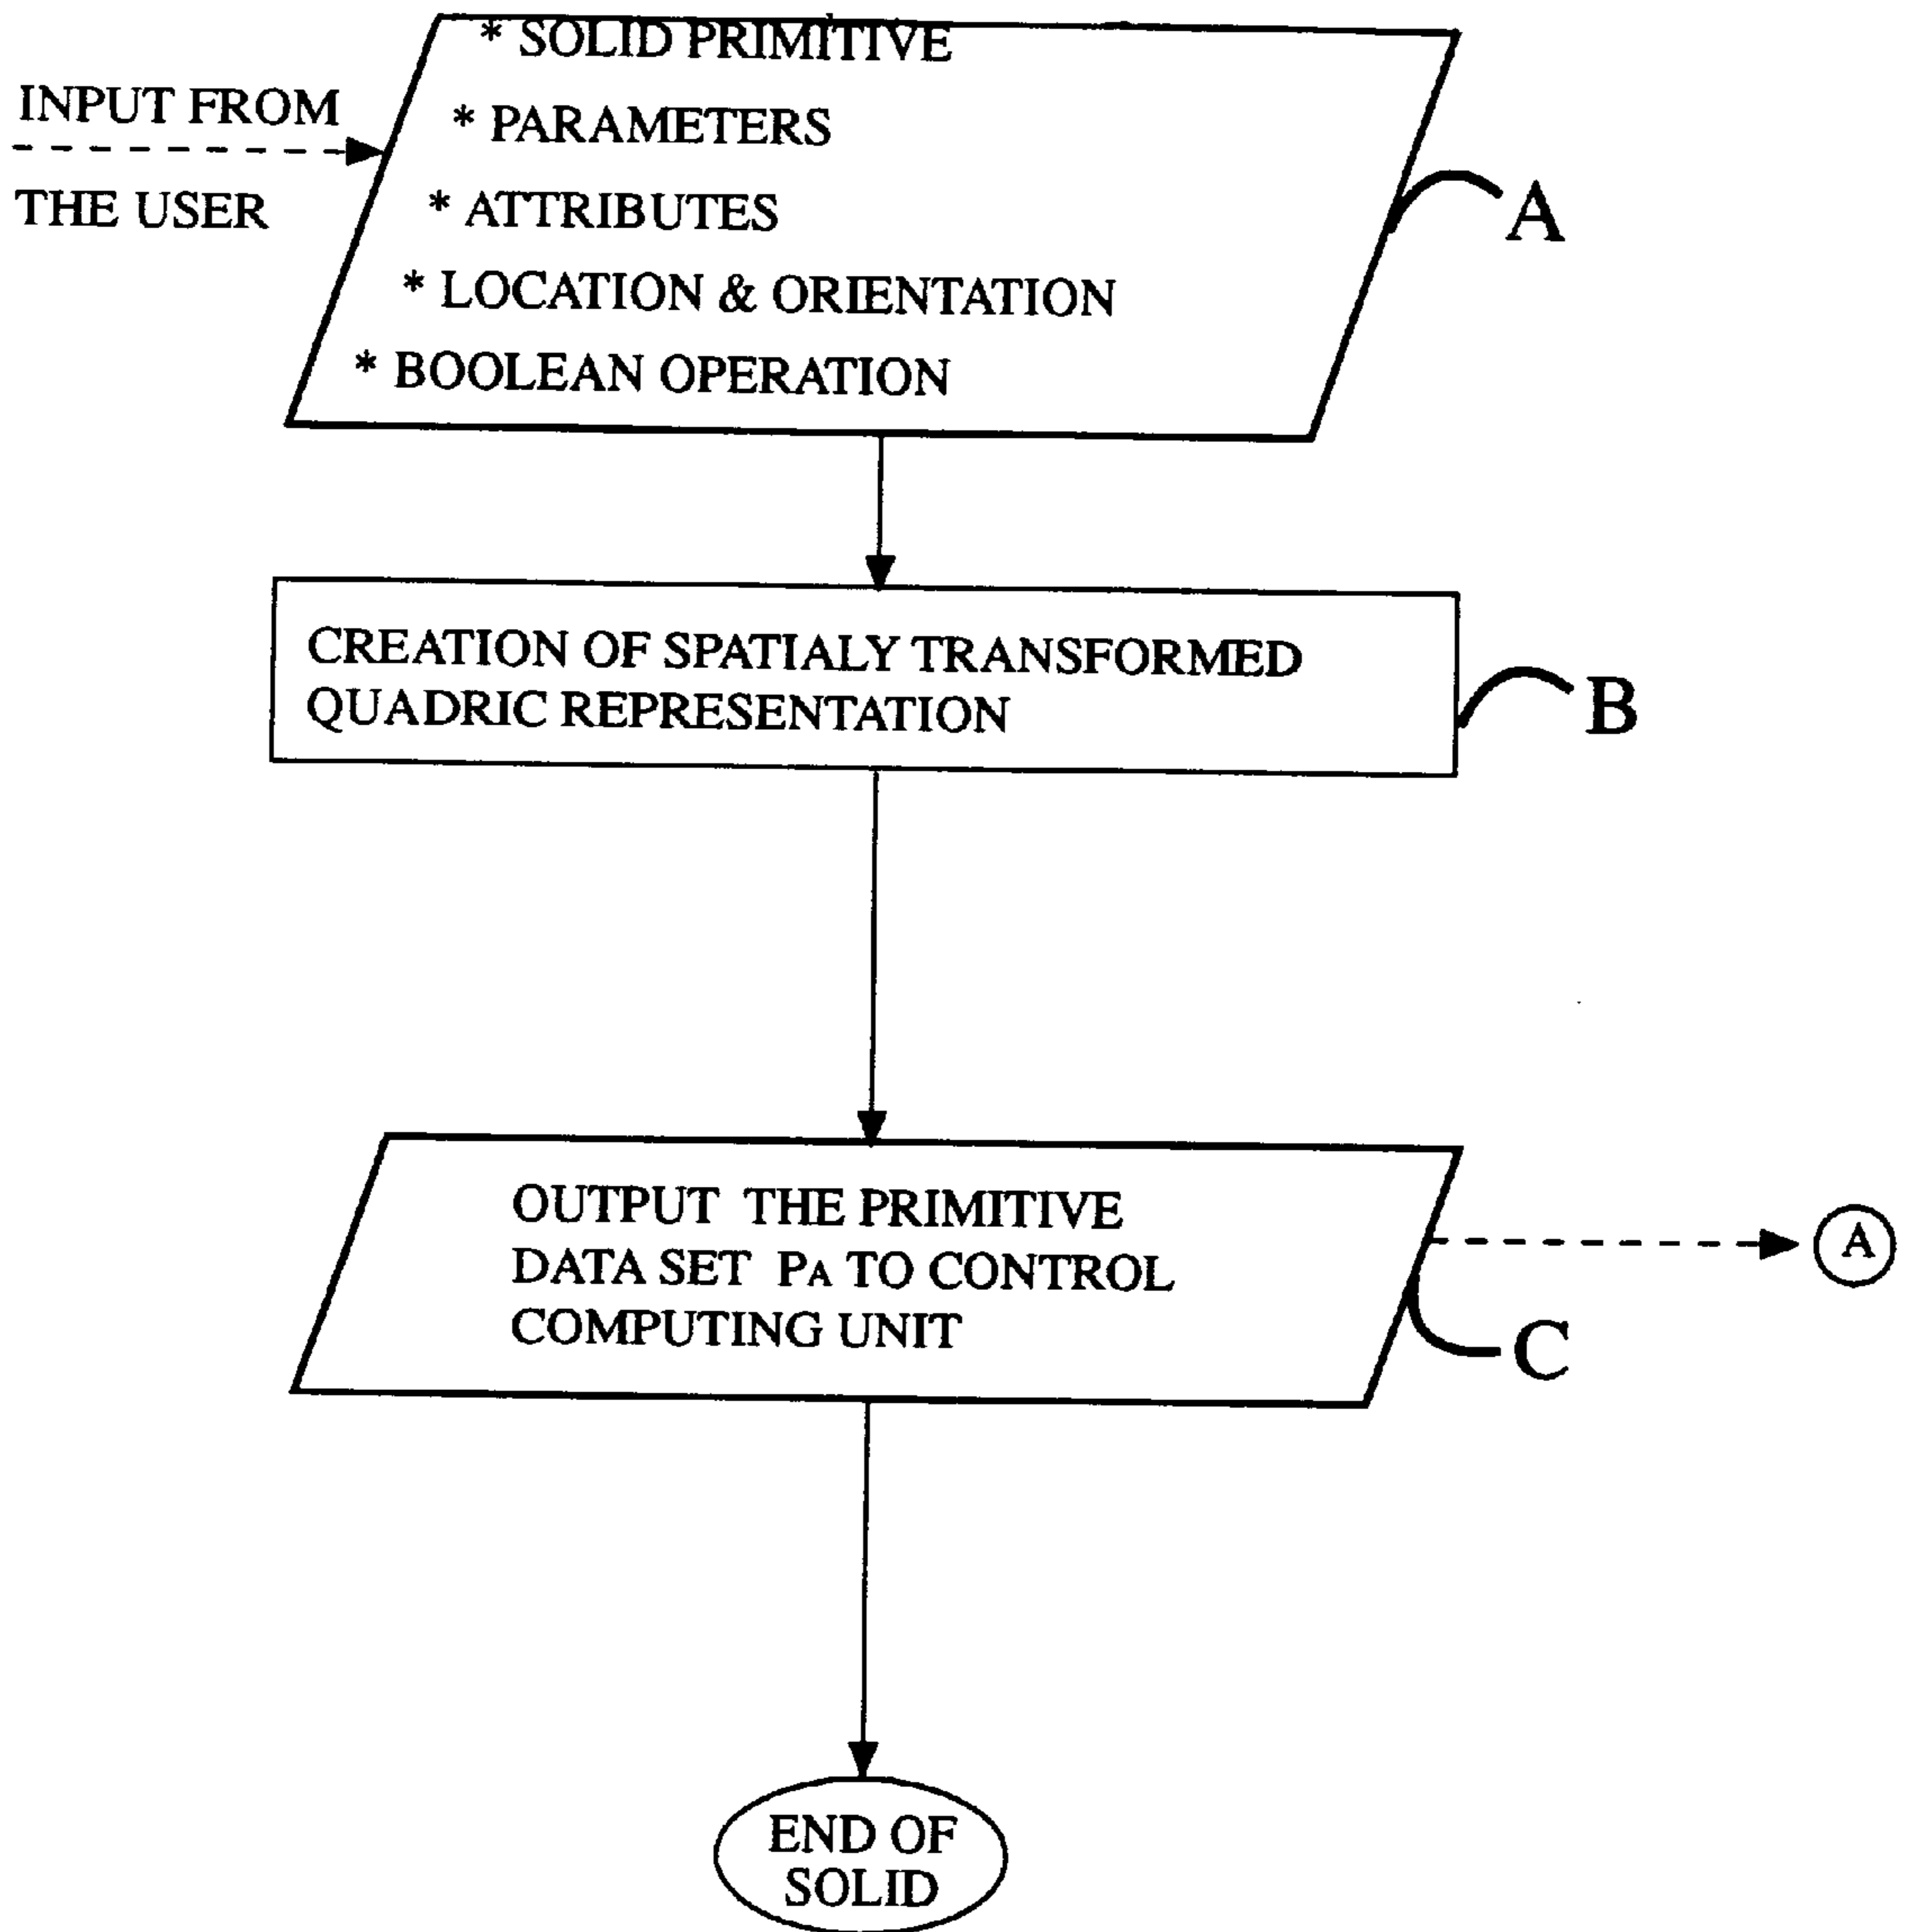 * SOLID PRIMITIVE
INPUT FROM
THE USER
* PARAMETERS
* ATTRIBUTES
* LOCATION & ORIENTATION
* BOOLEAN OPERATION
A
CREATION OF SPATIALY TRANSFORMED
QUADRIC REPRESENTATION
B
OUTPUT THE PRIMITIVE
DATA SET PA TO CONTROL
COMPUTING UNIT
A
C
END OF
SOLID